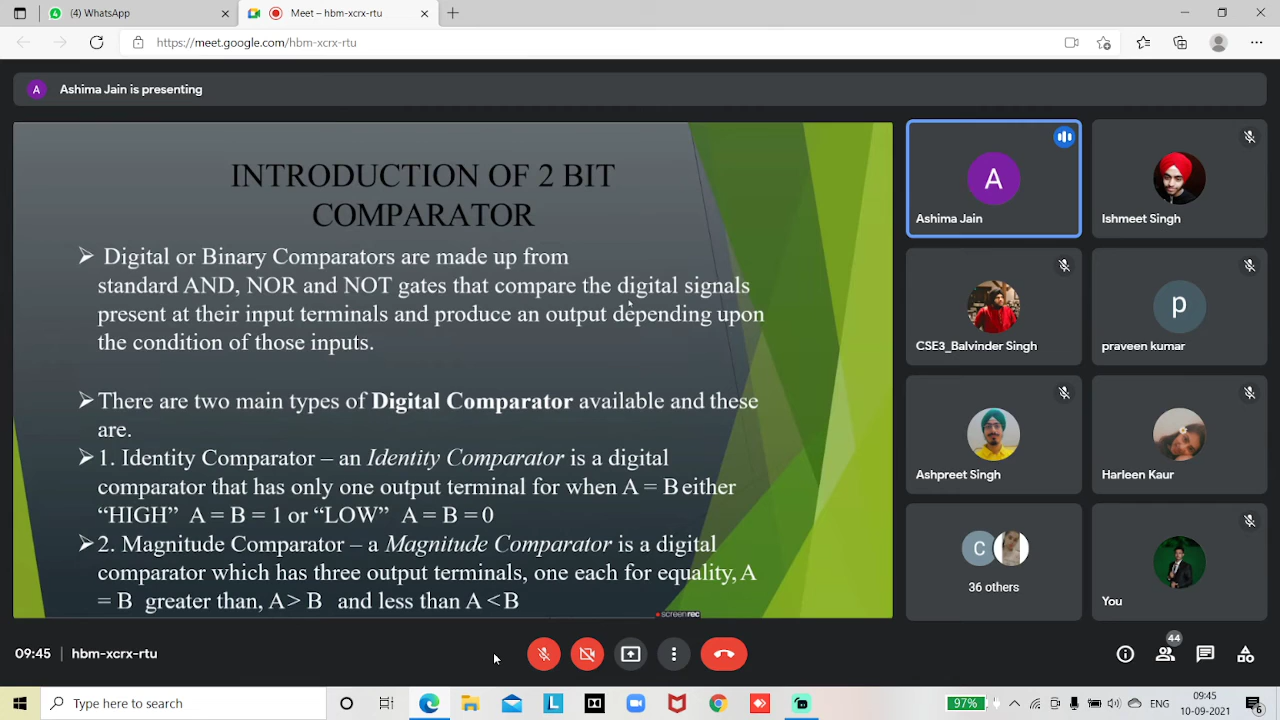 (4) WhatsApp
Meet – hbm-xcrx-rtu
https://meet.google.com/hbm-xcrx-rtu
A
Ashima Jain is presenting
INTRODUCTION OF 2 BIT
COMPARATOR
➢ Digital or Binary Comparators are made up from
standard AND, NOR and NOT gates that compare the digital signals
present at their input terminals and produce an output depending upon
the condition of those inputs.
➢ There are two main types of Digital Comparator available and these
are.
➢ 1. Identity Comparator – an Identity Comparator is a digital
comparator that has only one output terminal for when A = B either
“HIGH” A = B = 1 or “LOW” A = B = 0
➢ 2. Magnitude Comparator – a Magnitude Comparator is a digital
comparator which has three output terminals, one each for equality, A
= B greater than, A > B and less than A < B
screenrec
A
Ashima Jain
Ishmeet Singh
CSE3_Balvinder Singh
p
praveen kumar
Ashpreet Singh
Harleen Kaur
C
36 others
You
09:45 | hbm-xcrx-rtu
44
Type here to search
L
97%
ENG
09:45
10-09-2021
6